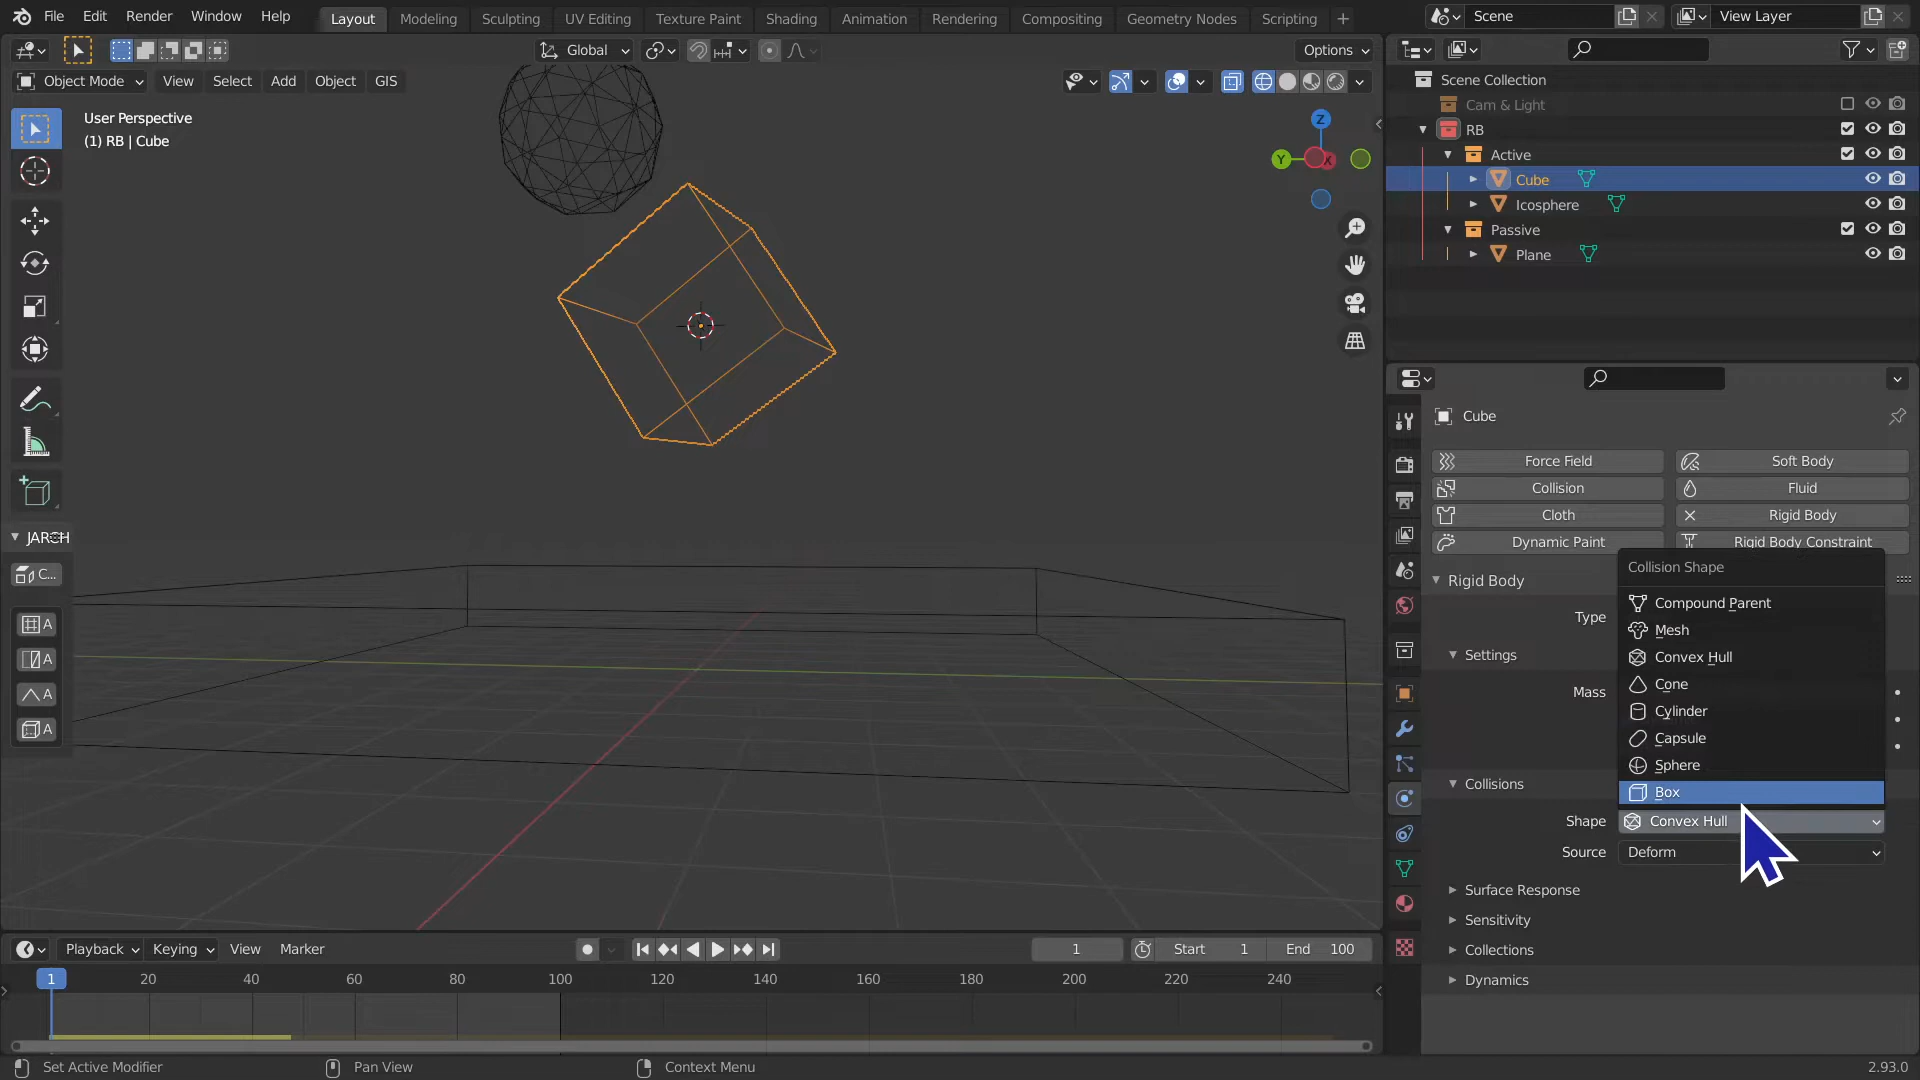 File Edit Render Window Help Layout Modeling Sculpting UV Editing Texture Paint Shading Animation Rendering Compositing Geometry Nodes Scripting Scene View Layer
Global Options
Object Mode View Select Add Object GIS
User Perspective
(1) RB | Cube
Z
Y
X
Scene Collection
Cam & Light
RB
Active
Cube
Icosphere
Passive
Plane
Cube
Force Field Soft Body
Collision Fluid
Cloth Rigid Body
Dynamic Paint Rigid Body Constraint
Rigid Body
Type
Settings
Mass
Collisions
Shape Convex Hull
Source Deform
Surface Response
Sensitivity
Collections
Dynamics
Collision Shape
Compound Parent
Mesh
Convex Hull
Cone
Cylinder
Capsule
Sphere
Box
C...
A
A
A
A
Playback Keying View Marker 1 Start 1 End 100
1 20 40 60 80 100 120 140 160 180 200 220 240
Set Active Modifier Pan View Context Menu 2.93.0